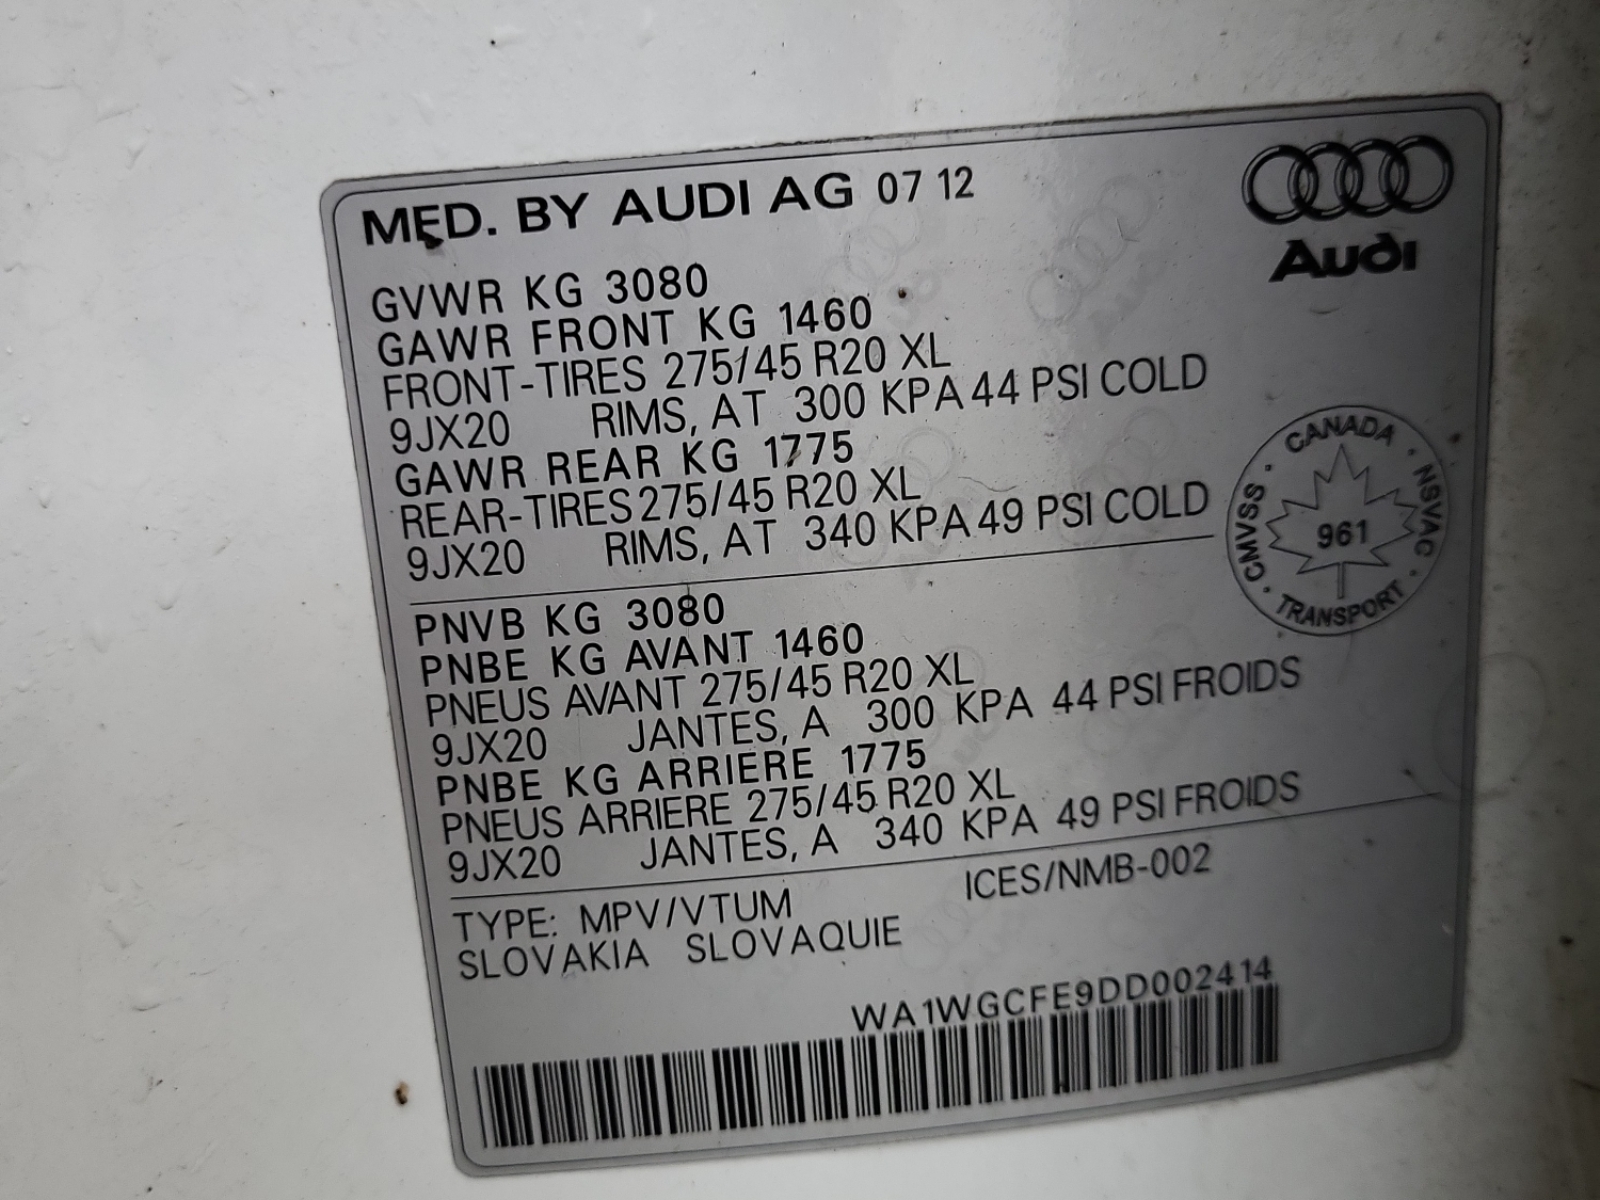 MFD. BY AUDI AG 07 12
Audi
GVWR KG 3080
GAWR FRONT KG 1460
FRONT-TIRES 275/45 R20 XL
9JX20 RIMS, AT 300 KPA 44 PSI COLD
GAWR REAR KG 1775
REAR-TIRES 275/45 R20 XL
9JX20 RIMS, AT 340 KPA 49 PSI COLD
CANADA
CMVSS · NSVAC
961
TRANSPORT
PNVB KG 3080
PNBE KG AVANT 1460
PNEUS AVANT 275/45 R20 XL
9JX20 JANTES, A 300 KPA 44 PSI FROIDS
PNBE KG ARRIERE 1775
PNEUS ARRIERE 275/45 R20 XL
9JX20 JANTES, A 340 KPA 49 PSI FROIDS
TYPE: MPV/VTUM ICES/NMB-002
SLOVAKIA SLOVAQUIE
WA1WGCFE9DD002414